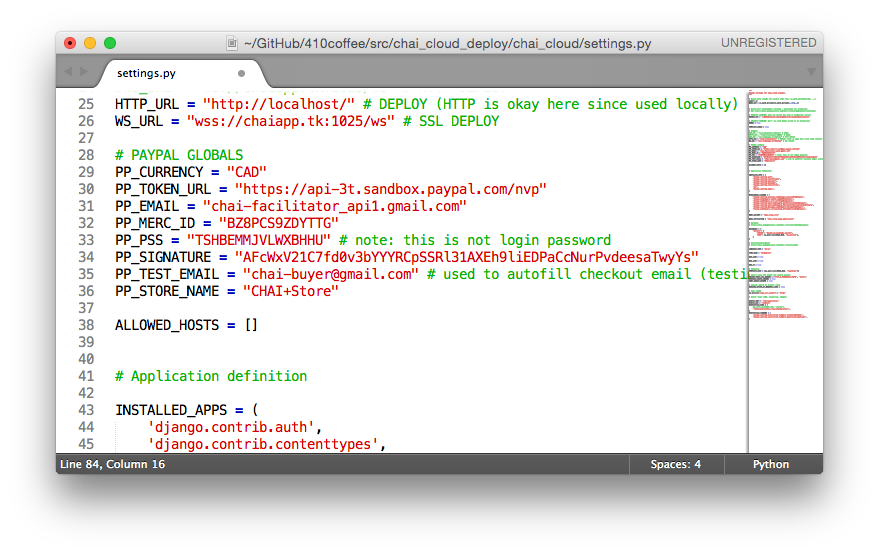 ~/GitHub/410coffee/src/chai_cloud_deploy/chai_cloud/settings.py
UNREGISTERED
settings.py
25 HTTP_URL = "http://localhost/" # DEPLOY (HTTP is okay here since used locally)
26 WS_URL = "wss://chaiapp.tk:1025/ws" # SSL DEPLOY
27
28 # PAYPAL GLOBALS
29 PP_CURRENCY = "CAD"
30 PP_TOKEN_URL = "https://api-3t.sandbox.paypal.com/nvp"
31 PP_EMAIL = "chai-facilitator_api1.gmail.com"
32 PP_MERC_ID = "BZ8PCS9ZDYTTG"
33 PP_PSS = "TSHBEMMJVLWXBHHU" # note: this is not login password
34 PP_SIGNATURE = "AFcWxV21C7fd0v3bYYYRCpSSRl31AXEh9liEDPaCcNurPvdeesaTwyYs"
35 PP_TEST_EMAIL = "chai-buyer@gmail.com" # used to autofill checkout email (testi
36 PP_STORE_NAME = "CHAI+Store"
37
38 ALLOWED_HOSTS = []
39
40
41 # Application definition
42
43 INSTALLED_APPS = (
44 'django.contrib.auth',
45 'django.contrib.contenttypes',
Line 84, Column 16
Spaces: 4
Python